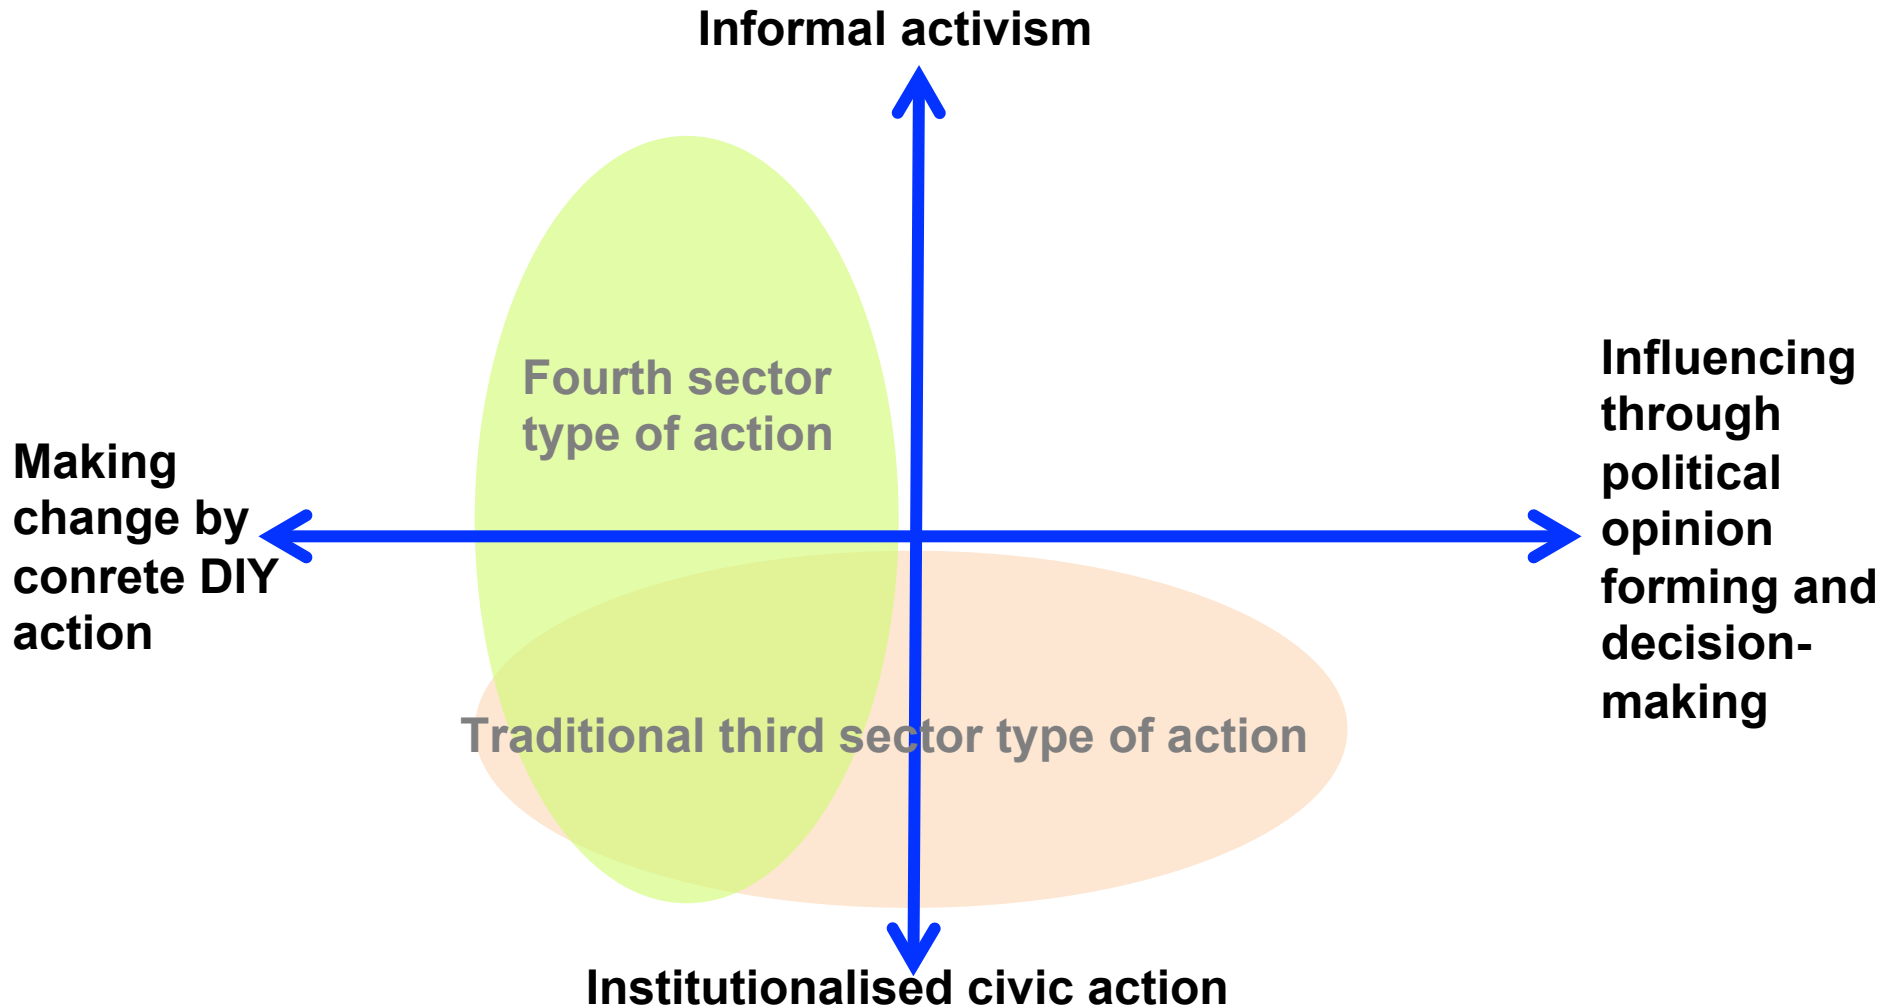 Informal activism
Fourth sector
type of action
Making
change by
conrete DIY
action
Influencing
through
political
opinion
forming and
decision-
making
Traditional third sector type of action
Institutionalised civic action